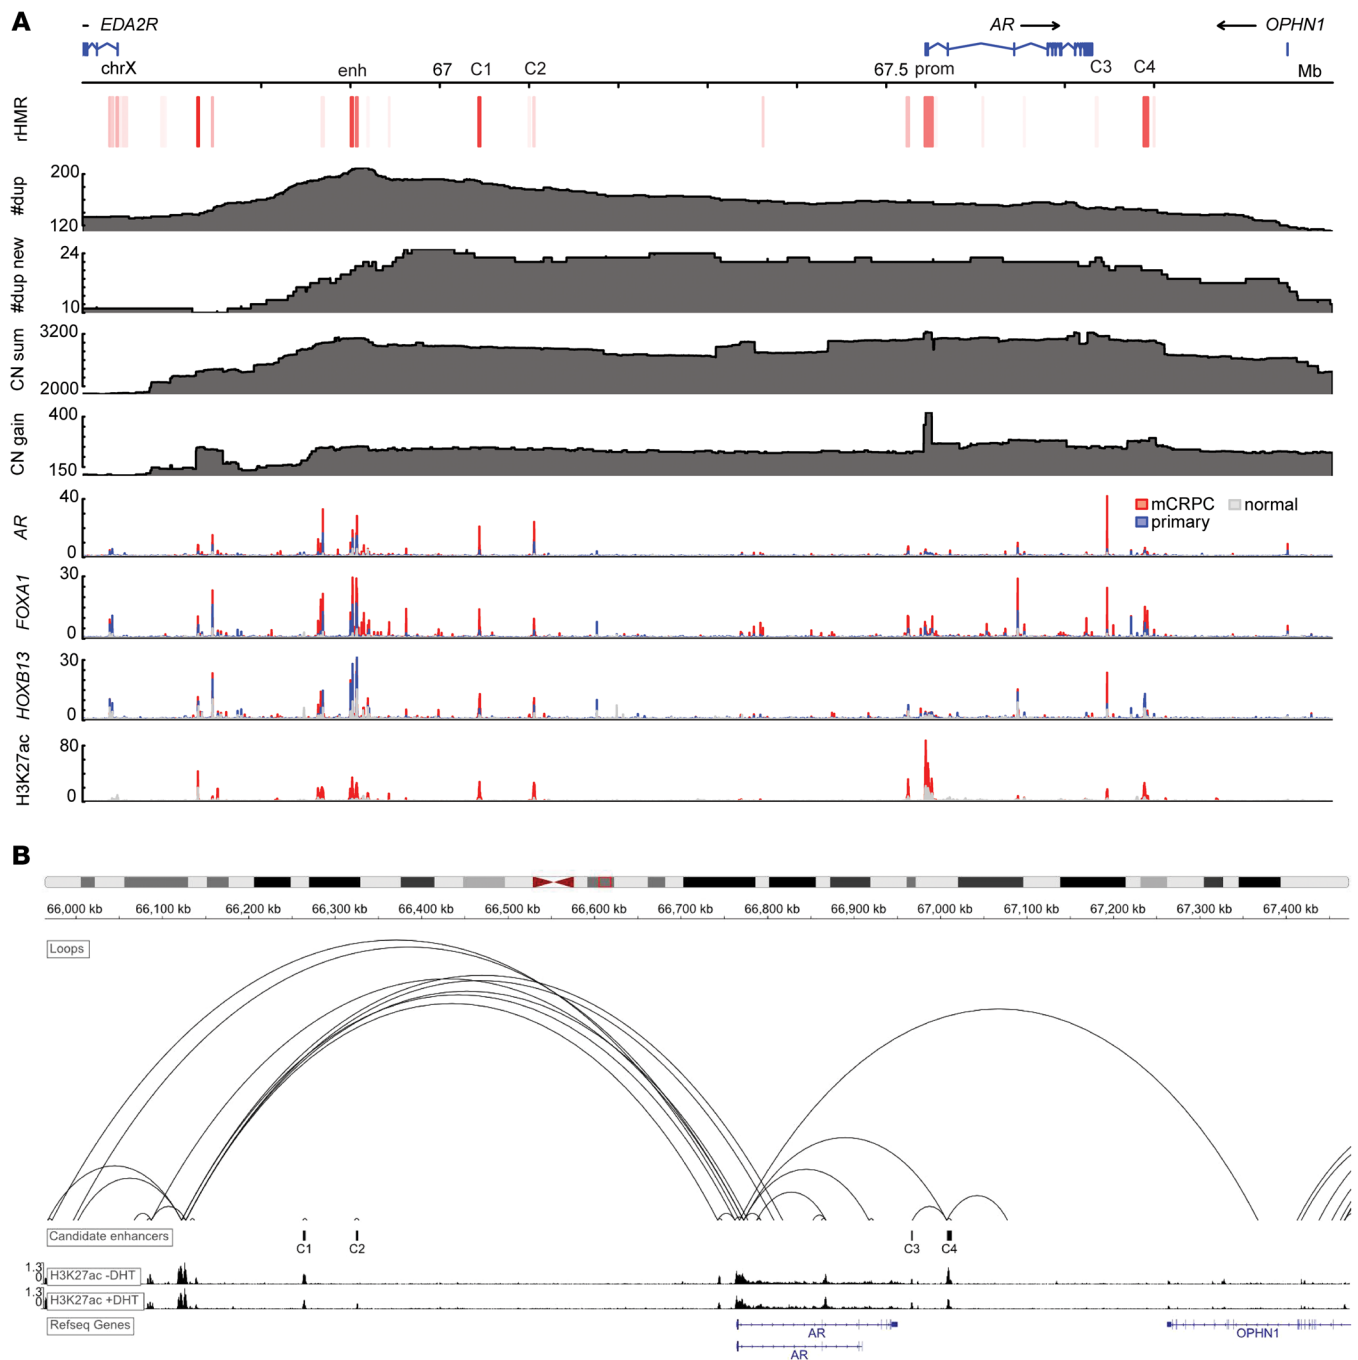 A
EDA2R AR OPHN1
chrX enh 67 C1 C2 67.5 prom C3 C4 Mb
rHMR
#dup 200 120
#dup new 24 10
CN sum 3200 2000
CN gain 400 150
AR 40 0
mCRPC normal
primary
FOXA1 30 0
HOXB13 30 0
H3K27ac 80 0
B
66,000 kb 66,100 kb 66,200 kb 66,300 kb 66,400 kb 66,500 kb 66,600 kb 66,700 kb 66,800 kb 66,900 kb 67,000 kb 67,100 kb 67,200 kb 67,300 kb 67,400 kb
Loops
Candidate enhancers
C1 C2 C3 C4
1.3 0 H3K27ac -DHT
1.3 0 H3K27ac +DHT
Refseq Genes
AR OPHN1
AR